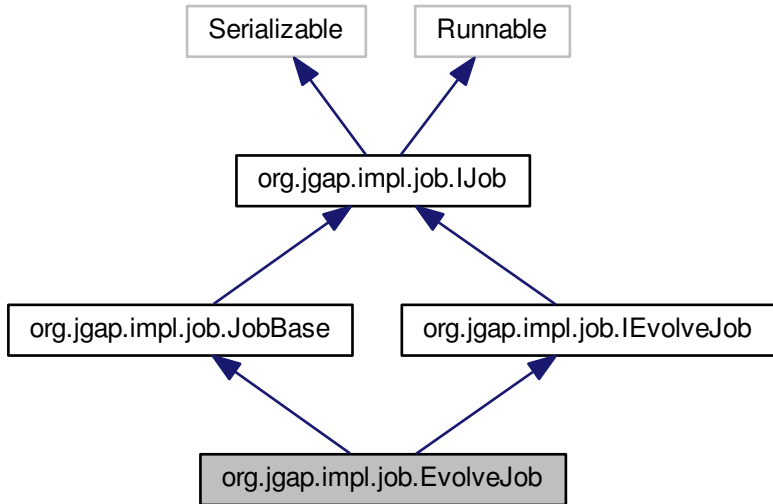 Serializable
Runnable
org.jgap.impl.job.IJob
org.jgap.impl.job.JobBase
org.jgap.impl.job.IEvolveJob
org.jgap.impl.job.EvolveJob